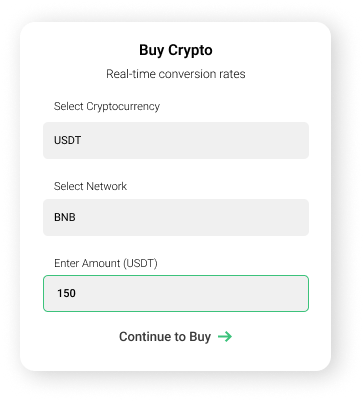 Buy Crypto
Real-time conversion rates
Select Cryptocurrency
USDT
Select Network
BNB
Enter Amount (USDT)
150
Continue to Buy